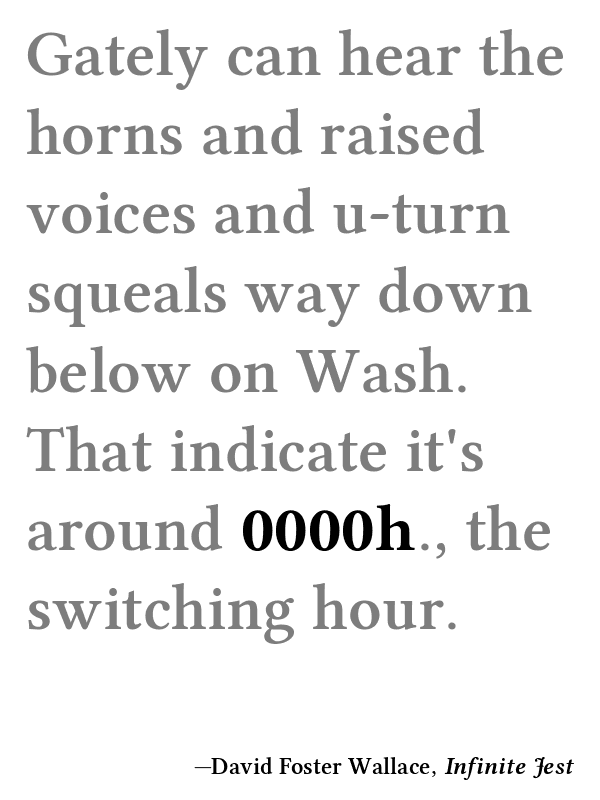 Gately can hear the
horns and raised
voices and u-turn
squeals way down
below on Wash.
That indicate it's
around 0000h., the
switching hour.
—David Foster Wallace, Infinite Jest